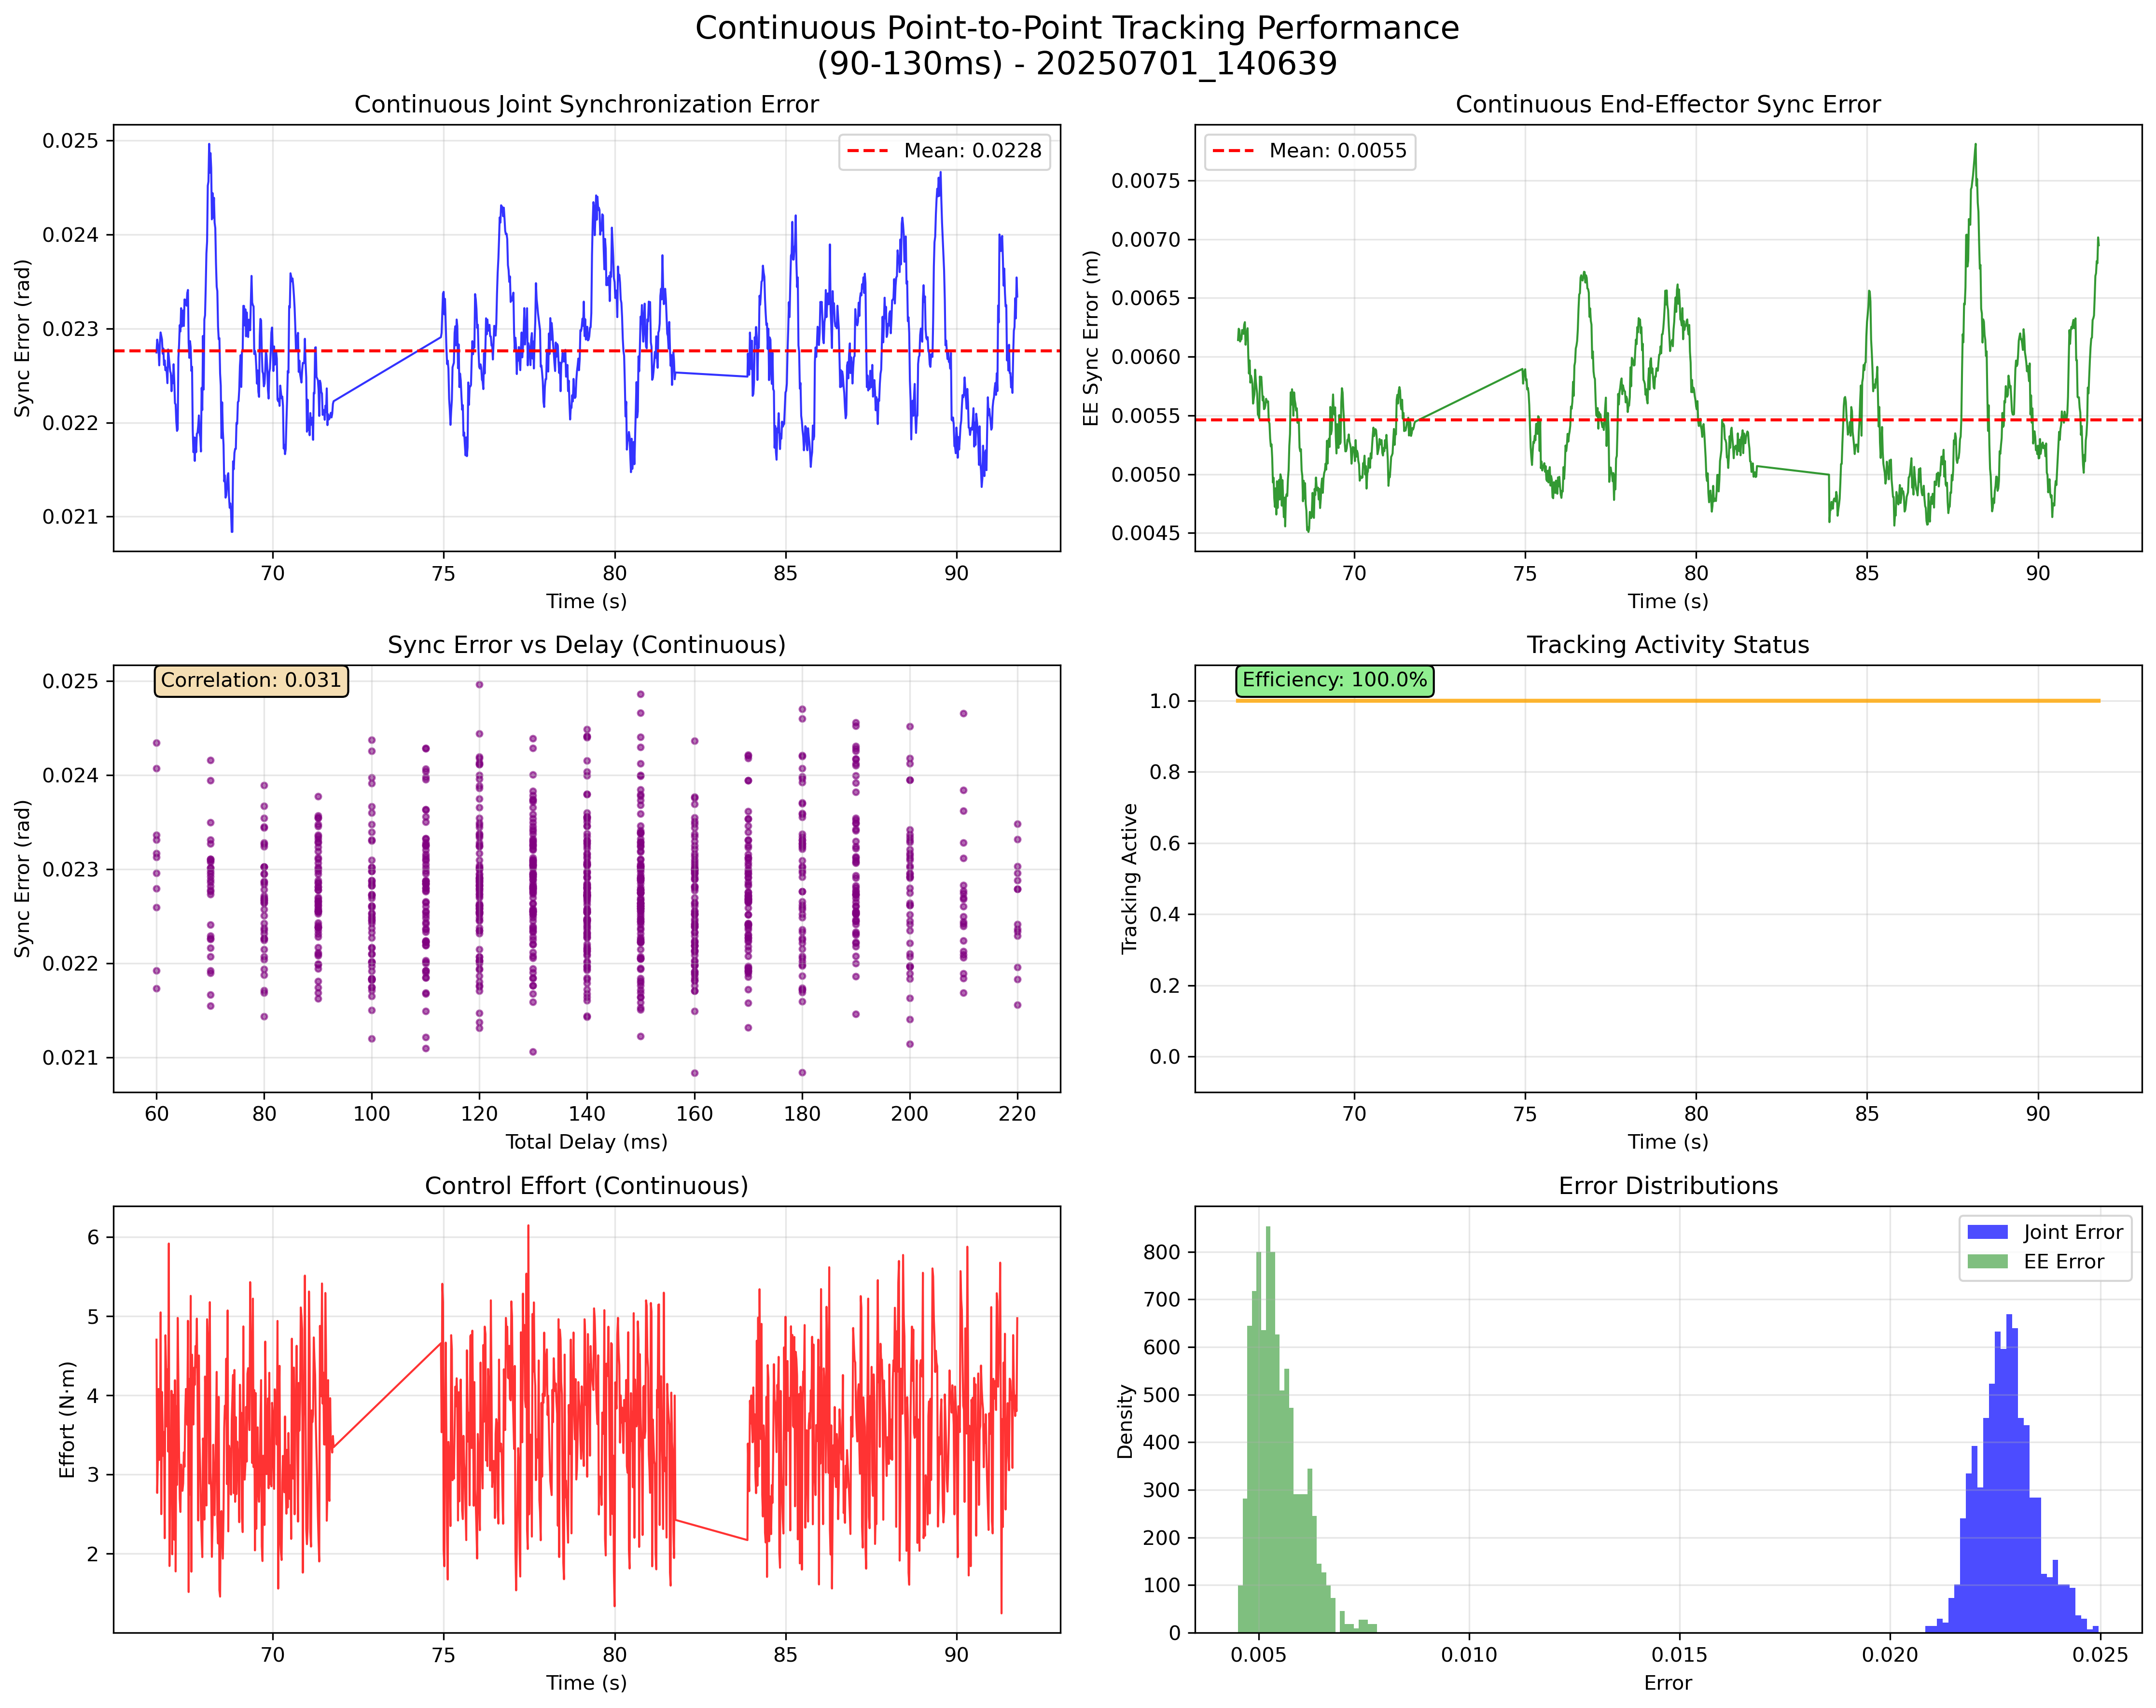 Continuous Point-to-Point Tracking Performance
(90-130ms) - 20250701_140639
Continuous Joint Synchronization Error
Sync Error (rad)
0.025
0.024
0.023
0.022
0.021
Mean: 0.0228
70 75 80 85 90
Time (s)
Continuous End-Effector Sync Error
EE Sync Error (m)
0.0075
0.0070
0.0065
0.0060
0.0055
0.0050
0.0045
Mean: 0.0055
70 75 80 85 90
Time (s)
Sync Error vs Delay (Continuous)
Sync Error (rad)
0.025
0.024
0.023
0.022
0.021
Correlation: 0.031
60 80 100 120 140 160 180 200 220
Total Delay (ms)
Tracking Activity Status
Tracking Active
1.0
0.8
0.6
0.4
0.2
0.0
Efficiency: 100.0%
70 75 80 85 90
Time (s)
Control Effort (Continuous)
Effort (N·m)
6
5
4
3
2
70 75 80 85 90
Time (s)
Error Distributions
Density
800
700
600
500
400
300
200
100
0
Joint Error
EE Error
0.005 0.010 0.015 0.020 0.025
Error